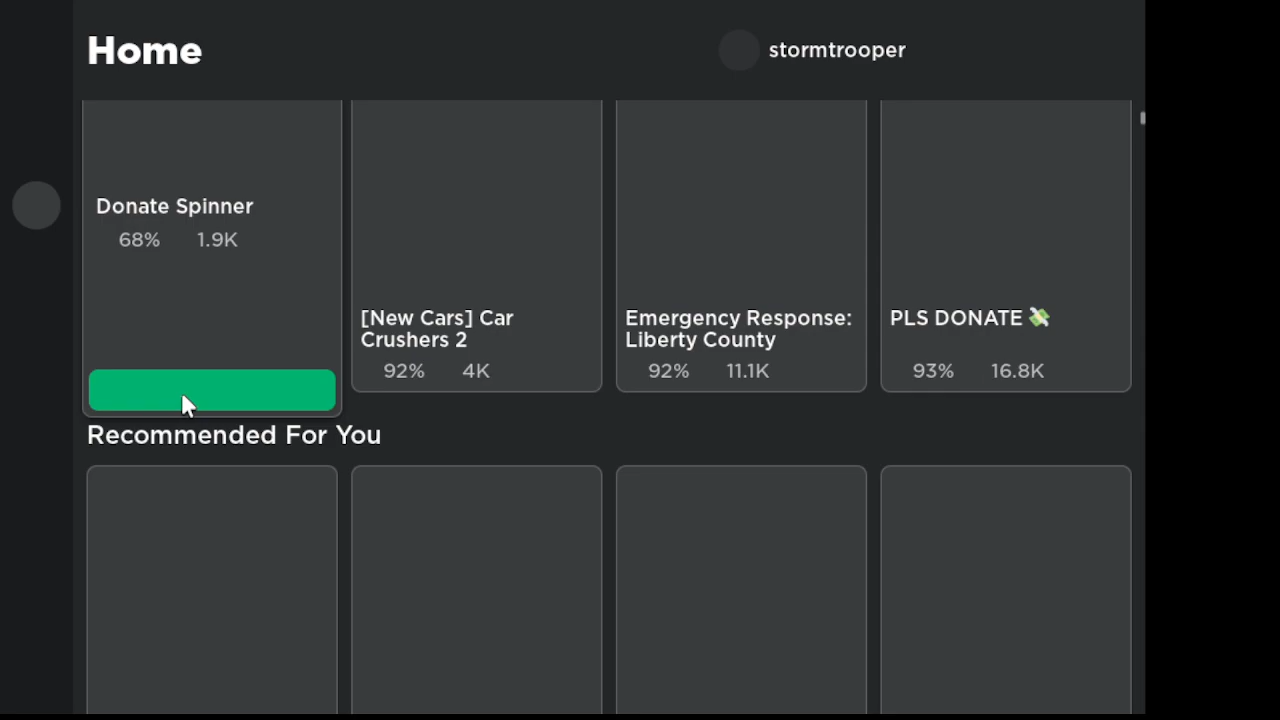 Home
stormtrooper
Donate Spinner
68% 1.9K
[New Cars] Car
Crushers 2
92% 4K
Emergency Response:
Liberty County
92% 11.1K
PLS DONATE 💸
93% 16.8K
Recommended For You